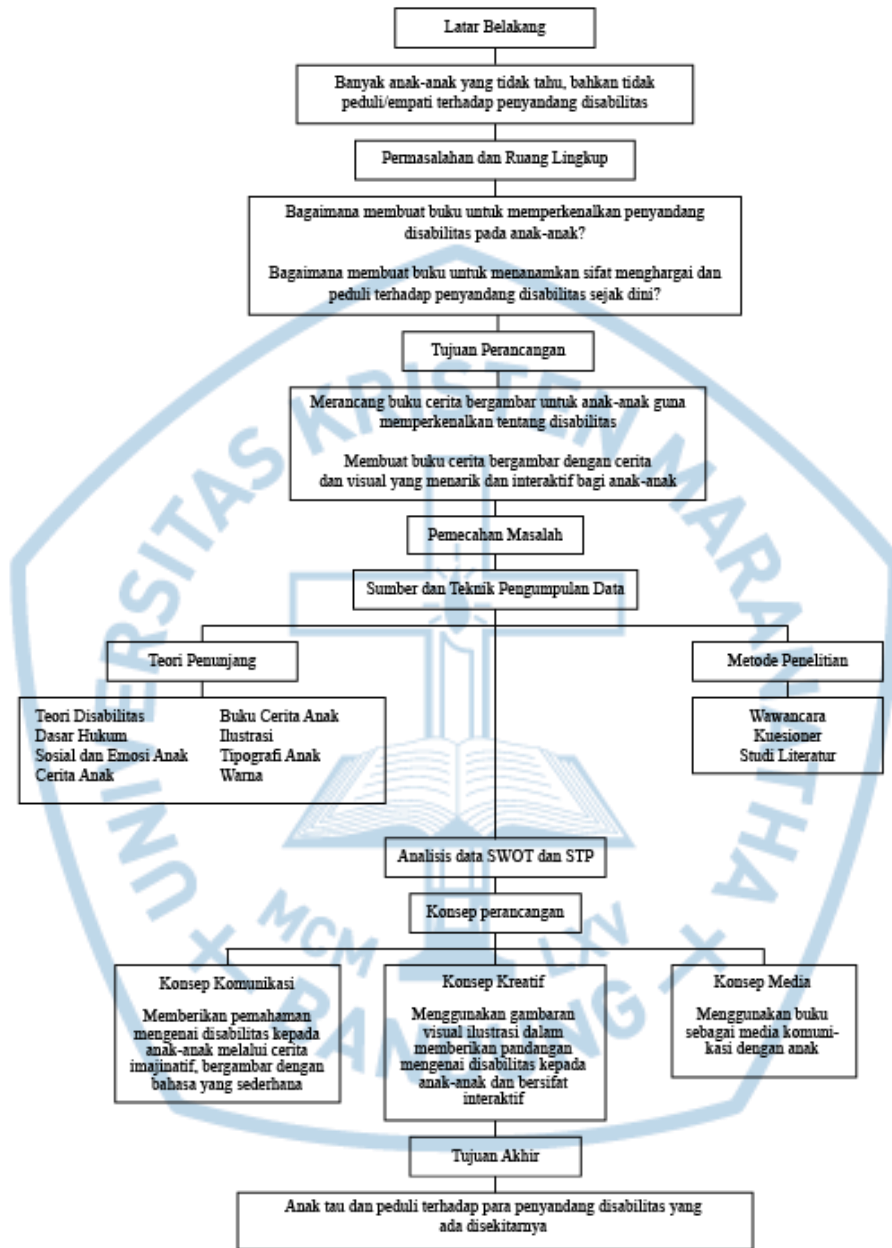 Latar Belakang
Banyak anak-anak yang tidak tahu, bahkan tidak
peduli/empati terhadap penyandang disabilitas
Permasalahan dan Ruang Lingkup
Bagaimana membuat buku untuk memperkenalkan penyandang
disabilitas pada anak-anak?
Bagaimana membuat buku untuk menanamkan sifat menghargai dan
peduli terhadap penyandang disabilitas sejak dini?
Tujuan Perancangan
Merancang buku cerita bergambar untuk anak-anak guna
memperkenalkan tentang disabilitas
Membuat buku cerita bergambar dengan cerita
dan visual yang menarik dan interaktif bagi anak-anak
Pemecahan Masalah
Sumber dan Teknik Pengumpulan Data
Teori Penunjang
Teori Disabilitas
Dasar Hukum
Sosial dan Emosi Anak
Cerita Anak
Buku Cerita Anak
Ilustrasi
Tipografi Anak
Warna
Metode Penelitian
Wawancara
Kuesioner
Studi Literatur
Analisis data SWOT dan STP
Konsep perancangan
Konsep Komunikasi
Memberikan pemahaman
mengenai disabilitas kepada
anak-anak melalui cerita
imajinatif, bergambar dengan
bahasa yang sederhana
Konsep Kreatif
Menggunakan gambaran
visual ilustrasi dalam
memberikan pandangan
mengenai disabilitas kepada
anak-anak dan bersifat
interaktif
Konsep Media
Menggunakan buku
sebagai media komuni-
kasi dengan anak
Tujuan Akhir
Anak tau dan peduli terhadap para penyandang disabilitas yang
ada disekitarnya
UNIVERSITAS KRISTEN MARANATHA
BANDUNG
MCM LXV